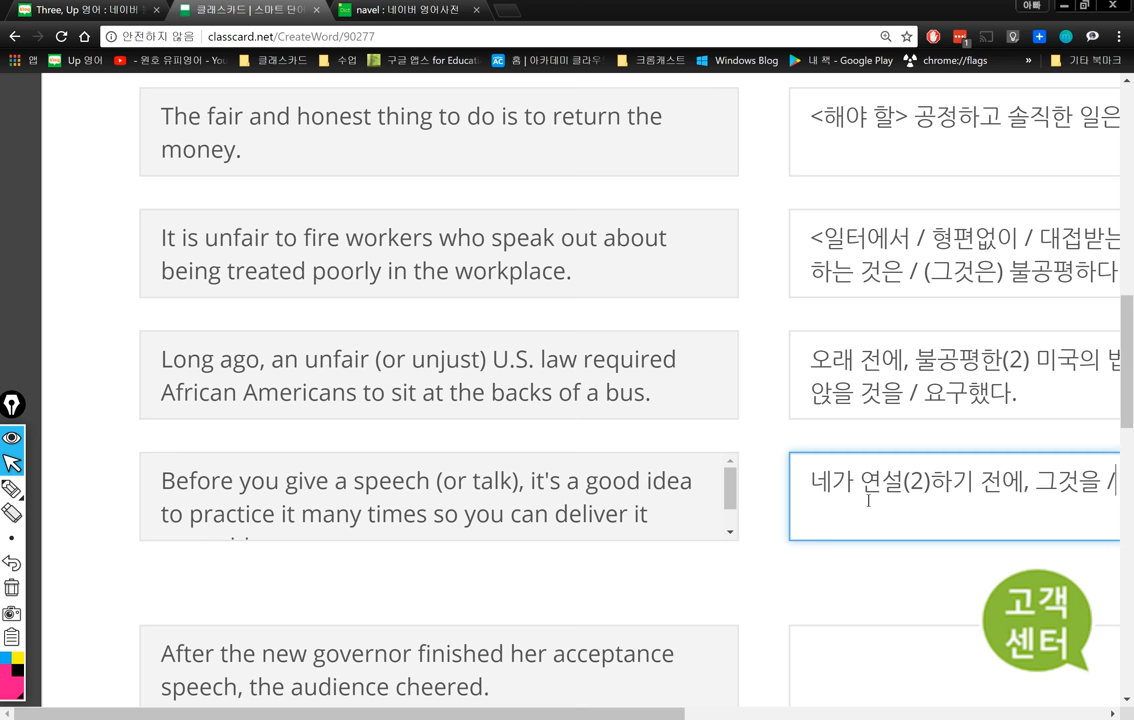 Three, Up 영어 : 네이버
클래스카드 | 스마트 단어
navel : 네이버 영어사전
아빠
안전하지 않음
classcard.net/CreateWord/90277
앱
Up 영어
- 원호 유피영어 - You
클래스카드
수업
구글 앱스 for Educati
홈 | 아카데미 클라우
크롬캐스트
Windows Blog
내 책 - Google Play
chrome://flags
»
기타 북마크
The fair and honest thing to do is to return the
money.
<해야 할> 공정하고 솔직한 일은
It is unfair to fire workers who speak out about
being treated poorly in the workplace.
<일터에서 / 형편없이 / 대접받는
하는 것은 / (그것은) 불공평하다
Long ago, an unfair (or unjust) U.S. law required
African Americans to sit at the backs of a bus.
오래 전에, 불공평한(2) 미국의 법
앉을 것을 / 요구했다.
Before you give a speech (or talk), it's a good idea
to practice it many times so you can deliver it
네가 연설(2)하기 전에, 그것을 /
고객
센터
After the new governor finished her acceptance
speech, the audience cheered.